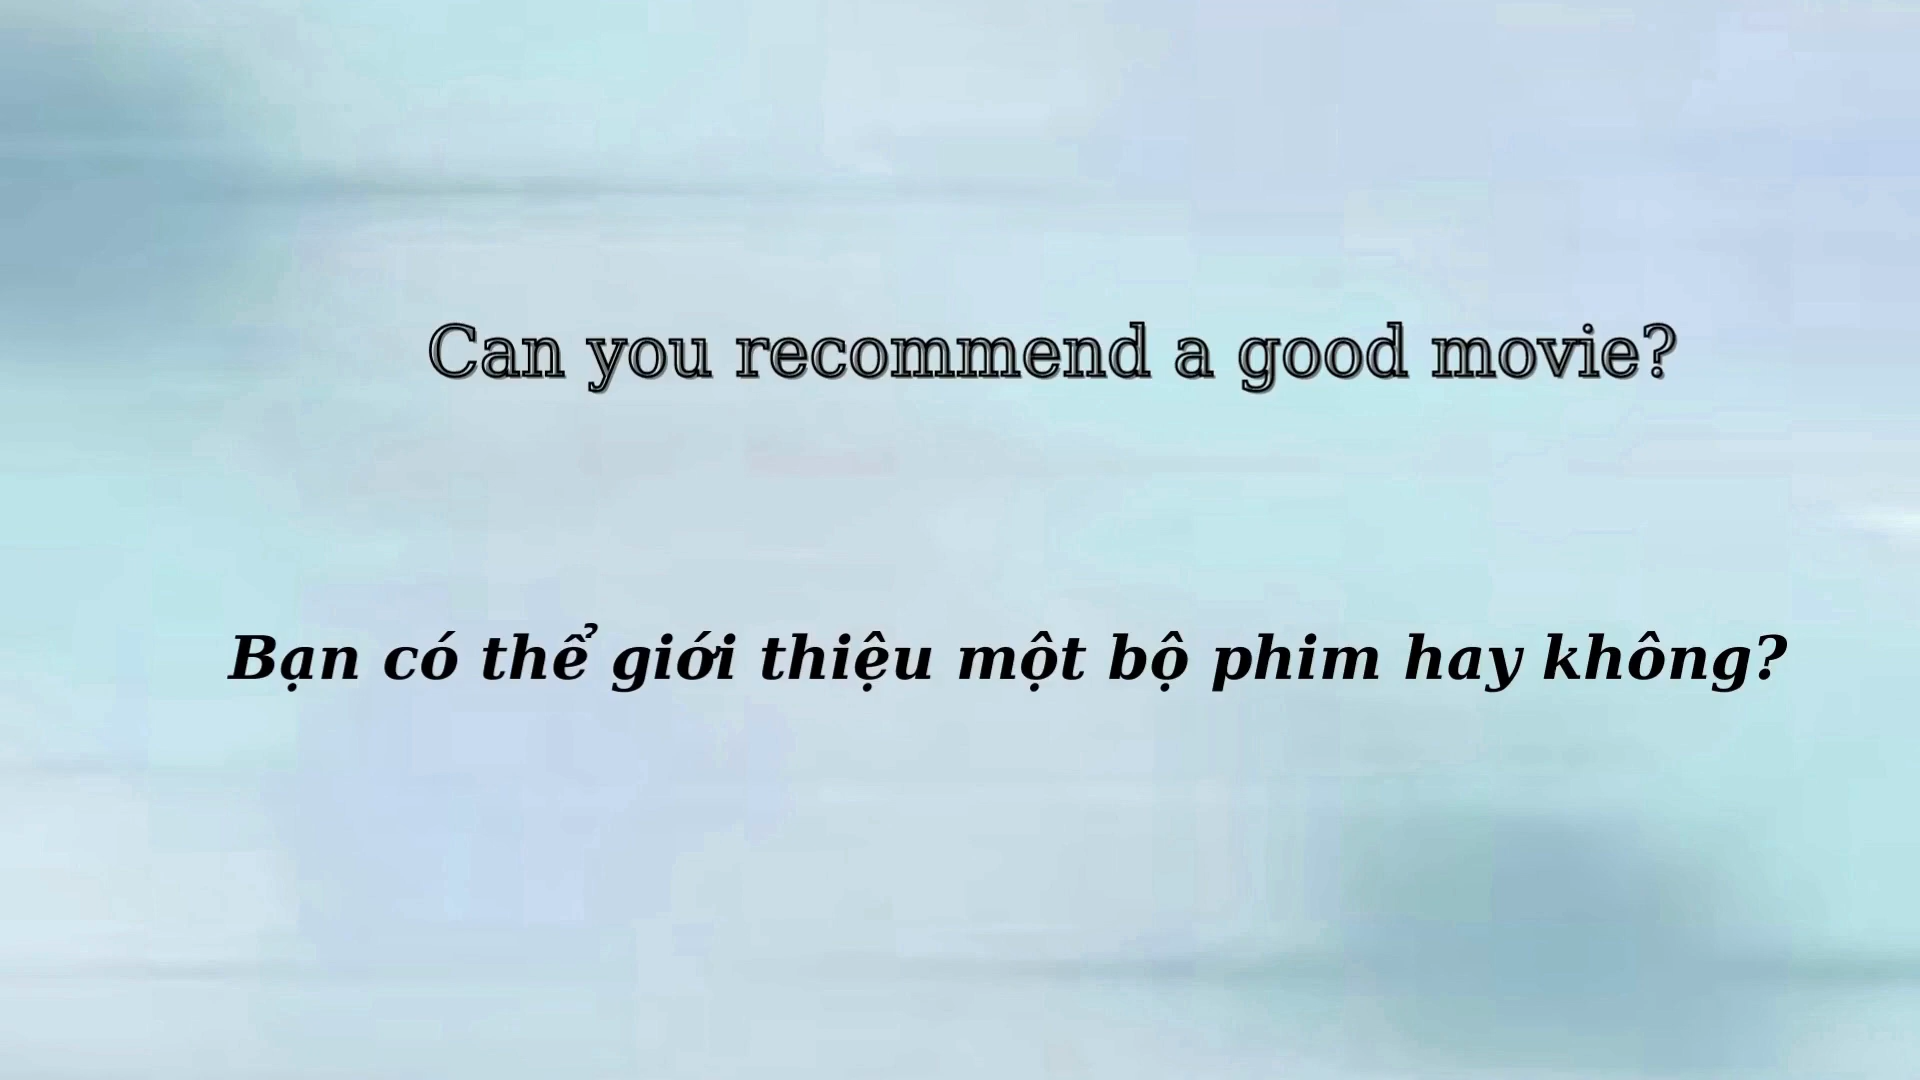 Can you recommend a good movie?
Bạn có thể giới thiệu một bộ phim hay không?